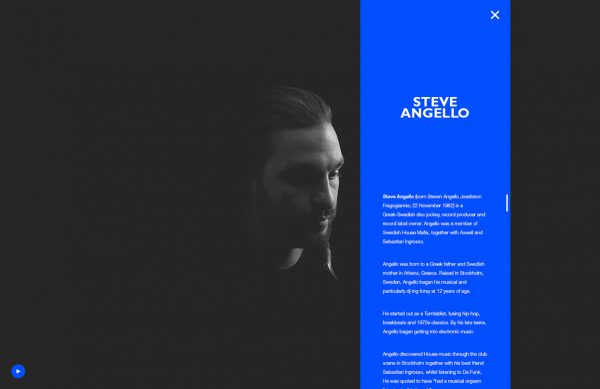 STEVE
ANGELLO
Steve Angello (born Steven Angello Josefsson
Fragogiannis; 22 November 1982) is a
Greek-Swedish disc jockey, record producer and
record label owner. Angello was a member of
Swedish House Mafia, together with Axwell and
Sebastian Ingrosso.
Angello was born to a Greek father and Swedish
mother in Athens, Greece. Raised in Stockholm,
Sweden, Angello began his musical and
particularly dj-ing foray at 12 years of age.
He started out as a Turntablist, fusing hip-hop,
breakbeats and 1970s classics. By his late teens,
Angello began getting into electronic music.
Angello discovered House music through the club
scene in Stockholm together with his best friend
Sebastian Ingrosso, whilst listening to Da Funk.
He was quoted to have "had a musical orgasm